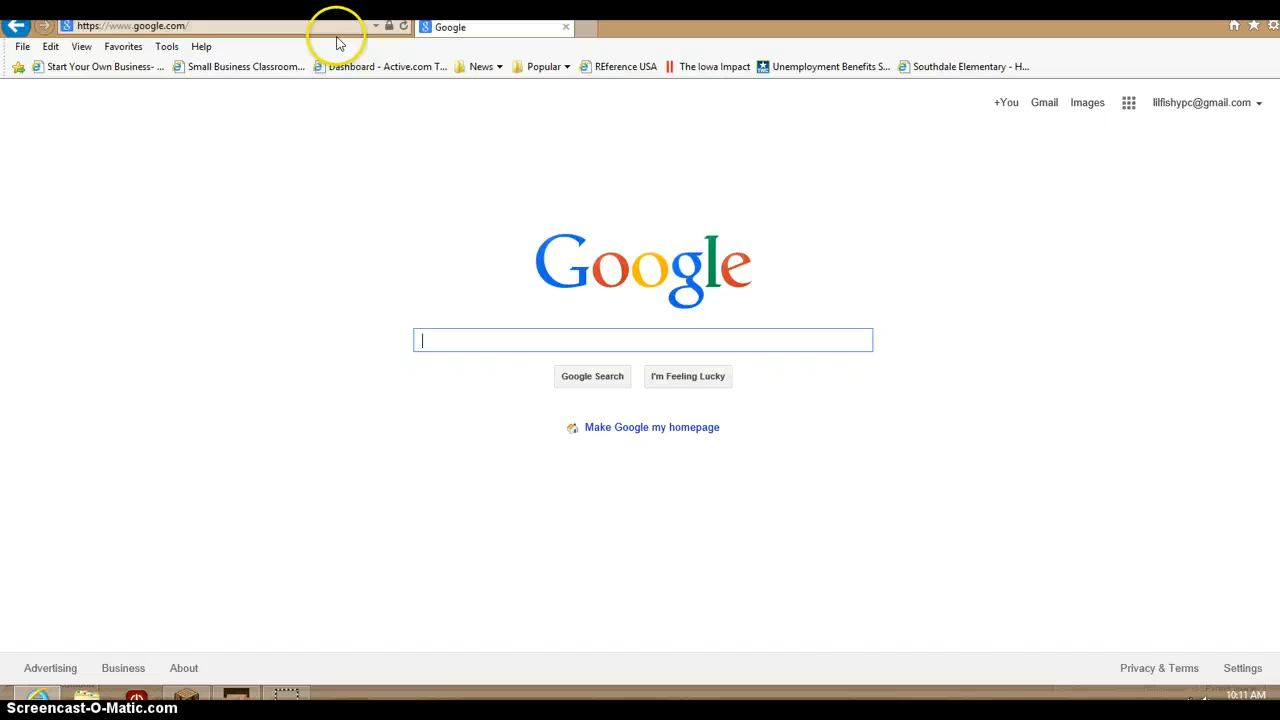 https://www.google.com/
Google
File Edit View Favorites Tools Help
Start Your Own Business- ... Small Business Classroom... Dashboard - Active.com T... News Popular REference USA The Iowa Impact Unemployment Benefits S... Southdale Elementary - H...
+You Gmail Images lilfishypc@gmail.com
Google
Google Search I'm Feeling Lucky
Make Google my homepage
Advertising Business About Privacy & Terms Settings
10:11 AM
Screencast-O-Matic.com